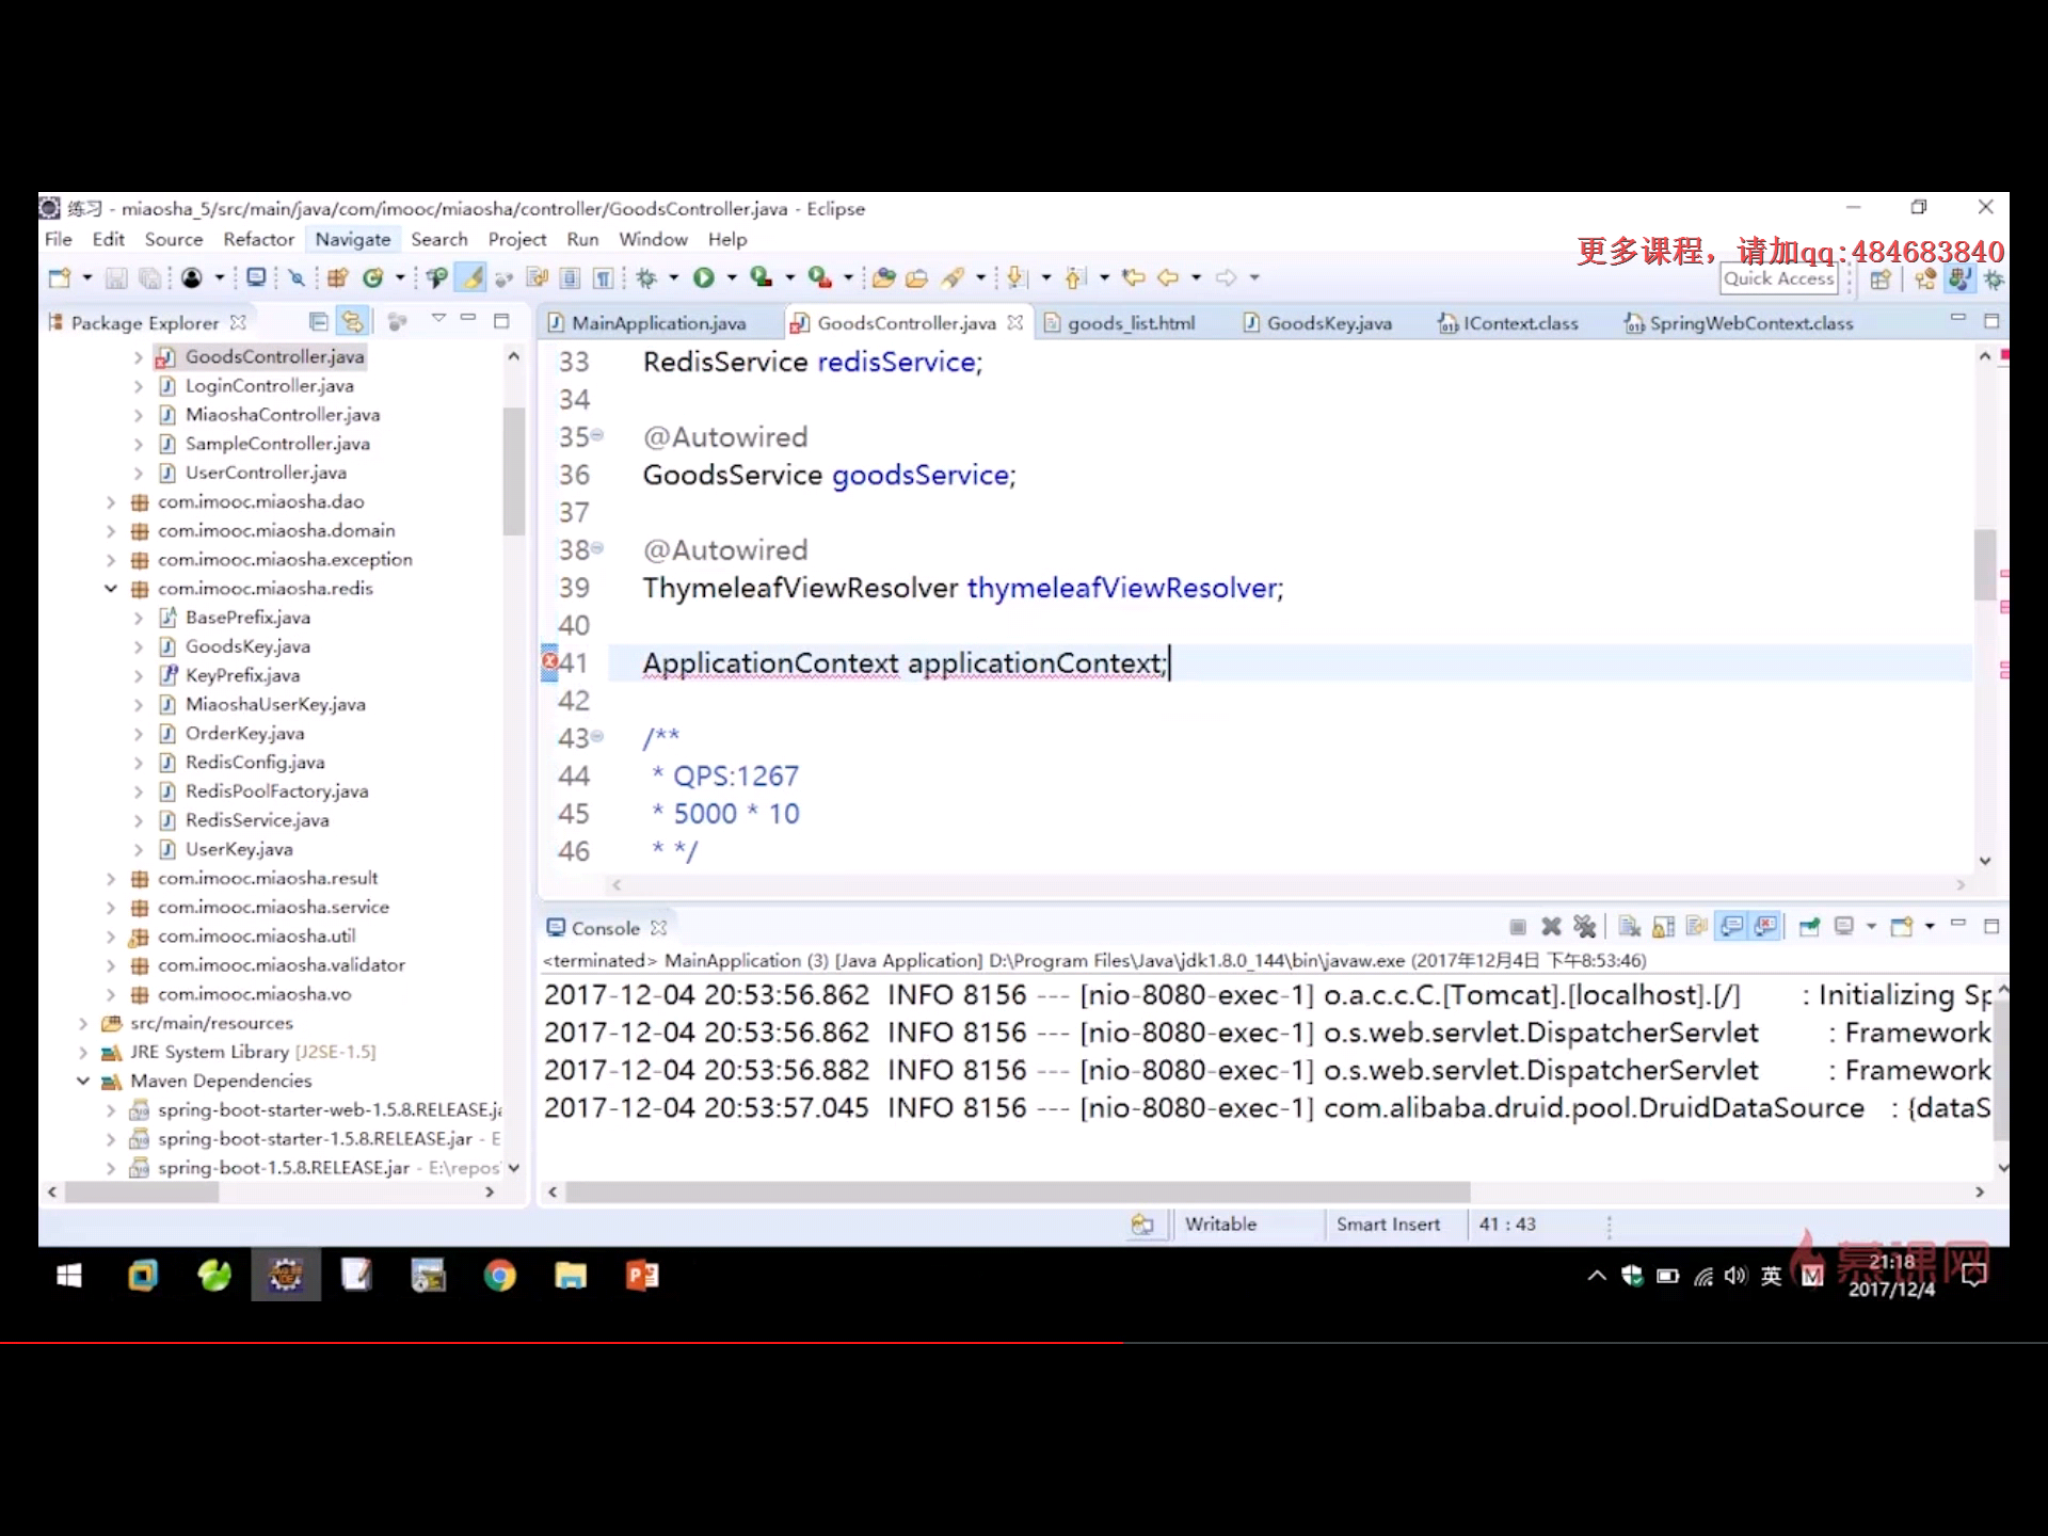 练习 - miaosha_5/src/main/java/com/imooc/miaosha/controller/GoodsController.java - Eclipse
File Edit Source Refactor Navigate Search Project Run Window Help
更多课程，请加qq:484683840
Quick Access
Package Explorer
MainApplication.java GoodsController.java goods_list.html GoodsKey.java IContext.class SpringWebContext.class
GoodsController.java
LoginController.java
MiaoshaController.java
SampleController.java
UserController.java
com.imooc.miaosha.dao
com.imooc.miaosha.domain
com.imooc.miaosha.exception
com.imooc.miaosha.redis
BasePrefix.java
GoodsKey.java
KeyPrefix.java
MiaoshaUserKey.java
OrderKey.java
RedisConfig.java
RedisPoolFactory.java
RedisService.java
UserKey.java
com.imooc.miaosha.result
com.imooc.miaosha.service
com.imooc.miaosha.util
com.imooc.miaosha.validator
com.imooc.miaosha.vo
src/main/resources
JRE System Library [J2SE-1.5]
Maven Dependencies
spring-boot-starter-web-1.5.8.RELEASE.ja
spring-boot-starter-1.5.8.RELEASE.jar - E
spring-boot-1.5.8.RELEASE.jar - E:\repos
33 RedisService redisService;
34
35 @Autowired
36 GoodsService goodsService;
37
38 @Autowired
39 ThymeleafViewResolver thymeleafViewResolver;
40
41 ApplicationContext applicationContext;
42
43 /**
44 * QPS:1267
45 * 5000 * 10
46 * */
Console
<terminated> MainApplication (3) [Java Application] D:\Program Files\Java\jdk1.8.0_144\bin\javaw.exe (2017年12月4日 下午8:53:46)
2017-12-04 20:53:56.862 INFO 8156 --- [nio-8080-exec-1] o.a.c.c.C.[Tomcat].[localhost].[/] : Initializing Sp
2017-12-04 20:53:56.862 INFO 8156 --- [nio-8080-exec-1] o.s.web.servlet.DispatcherServlet : Framework
2017-12-04 20:53:56.882 INFO 8156 --- [nio-8080-exec-1] o.s.web.servlet.DispatcherServlet : Framework
2017-12-04 20:53:57.045 INFO 8156 --- [nio-8080-exec-1] com.alibaba.druid.pool.DruidDataSource : {dataS
Writable Smart Insert 41 : 43
英 M 慕课网
21:18
2017/12/4